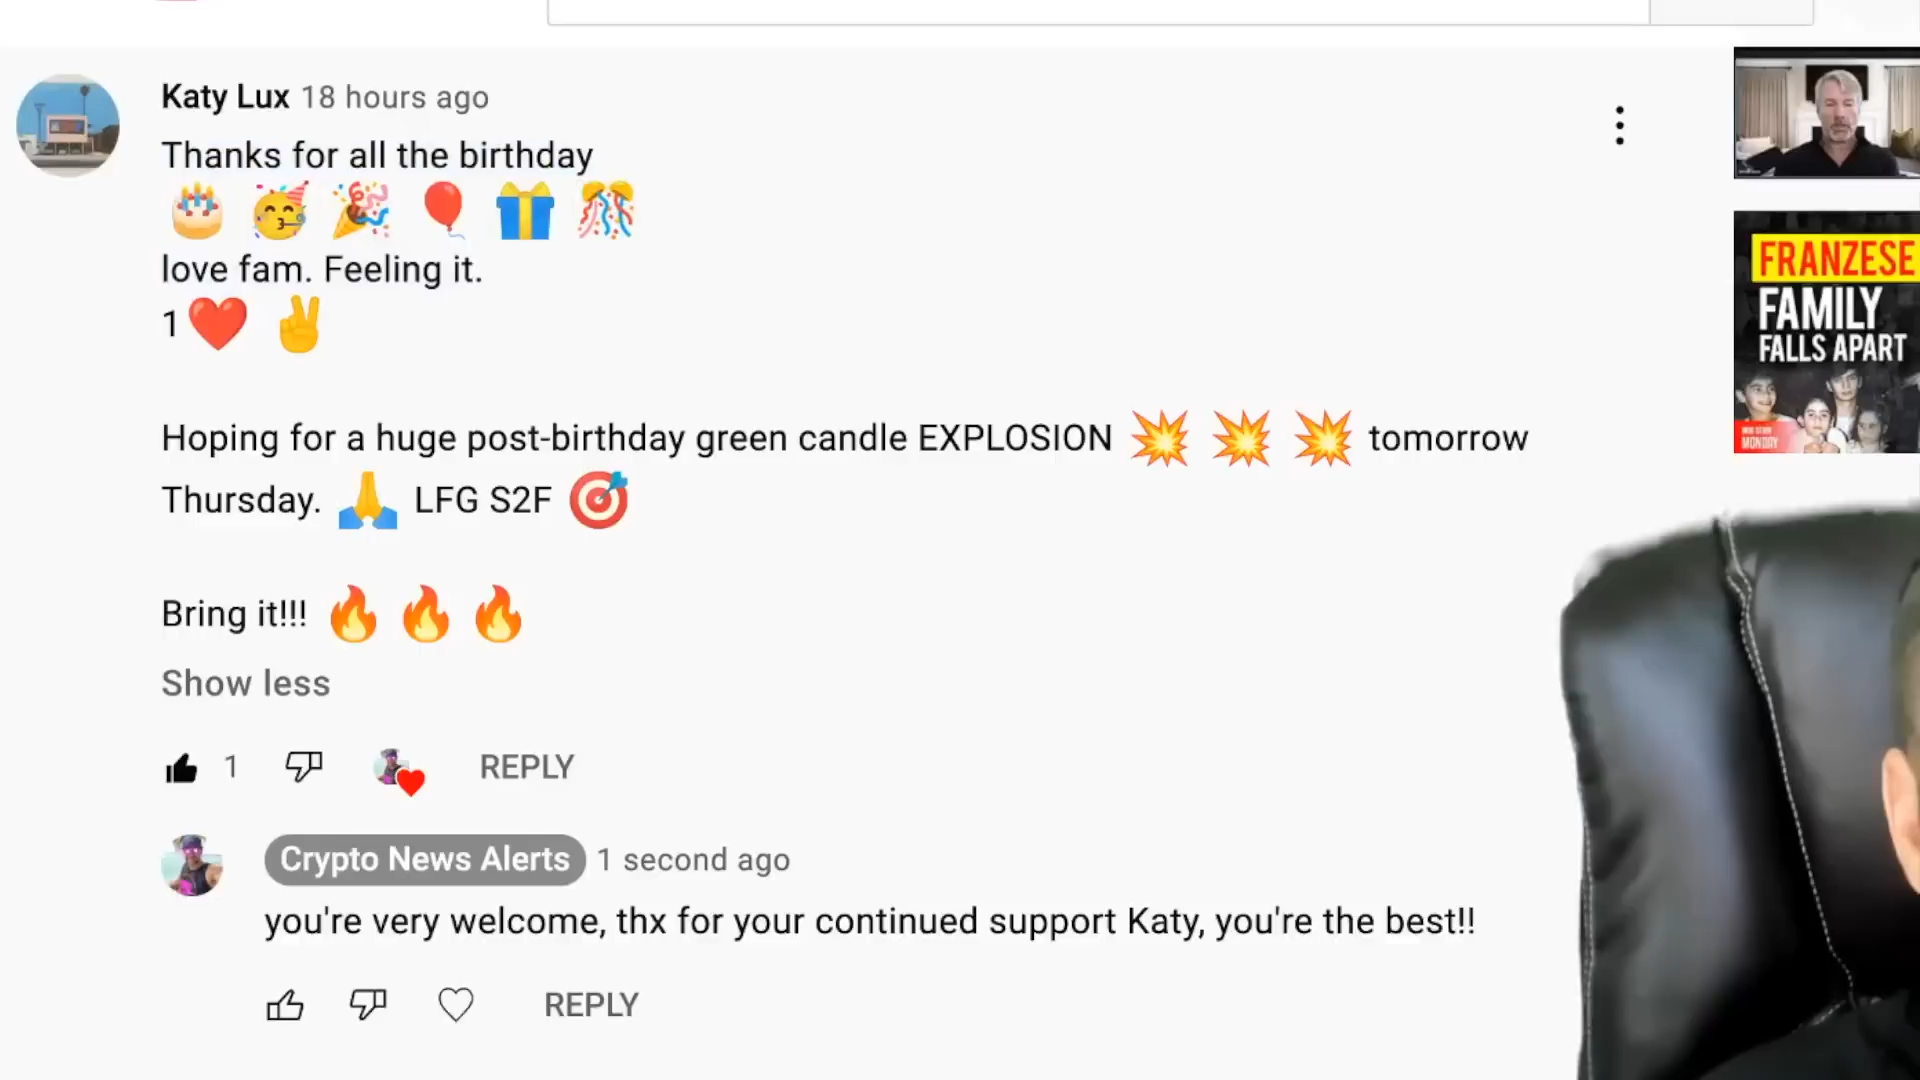 Katy Lux 18 hours ago
Thanks for all the birthday
🎂 🥳 🎉 🎈 🎁 🎊
love fam. Feeling it.
1❤️ ✌️
Hoping for a huge post-birthday green candle EXPLOSION 💥 💥 💥 tomorrow
Thursday. 🙏 LFG S2F 🎯
Bring it!!! 🔥 🔥 🔥
Show less
1 REPLY
Crypto News Alerts 1 second ago
you're very welcome, thx for your continued support Katy, you're the best!!
REPLY
FRANZESE
FAMILY
FALLS APART
MONDAY